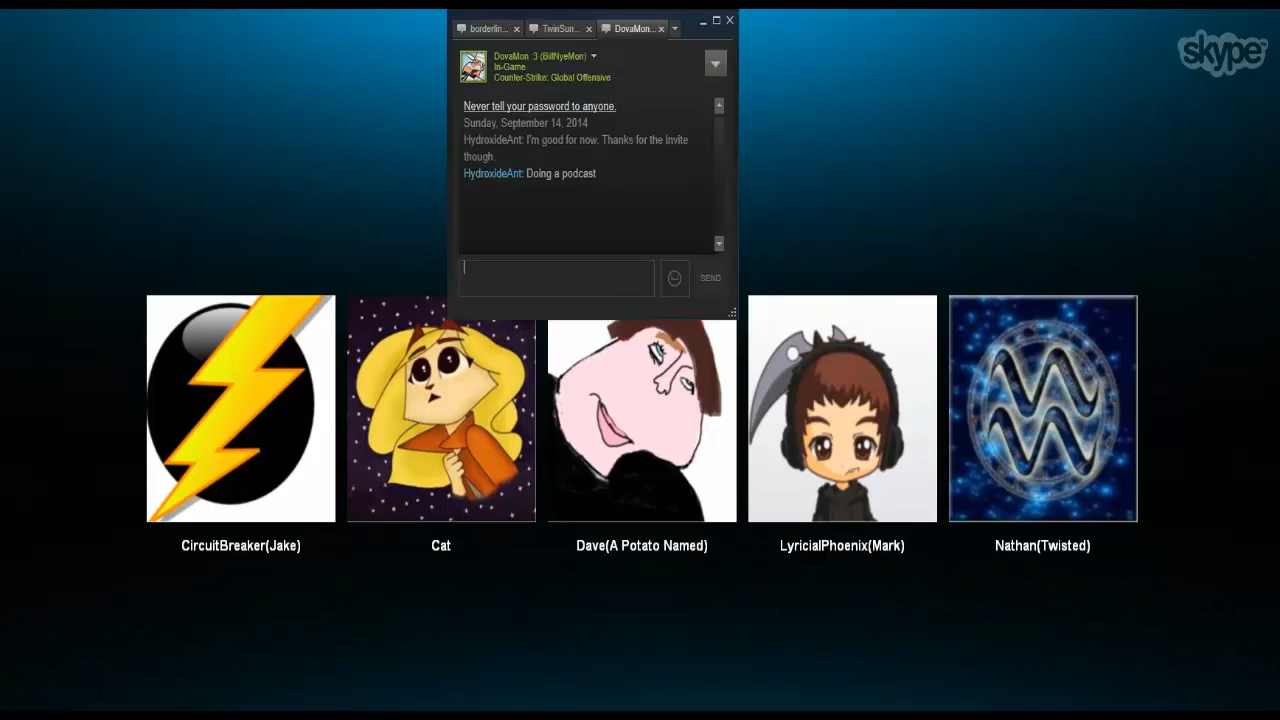 borderlin...
TwinSun...
DovaMon...
skype
DovaMon :3 (BillNyeMon)
In-Game
Counter-Strike: Global Offensive
Never tell your password to anyone.
Sunday, September 14, 2014
HydroxideAnt: I'm good for now. Thanks for the Invite
though.
HydroxideAnt: Doing a podcast
SEND
CircuitBreaker(Jake)
Cat
Dave(A Potato Named)
LyricialPhoenix(Mark)
Nathan(Twisted)